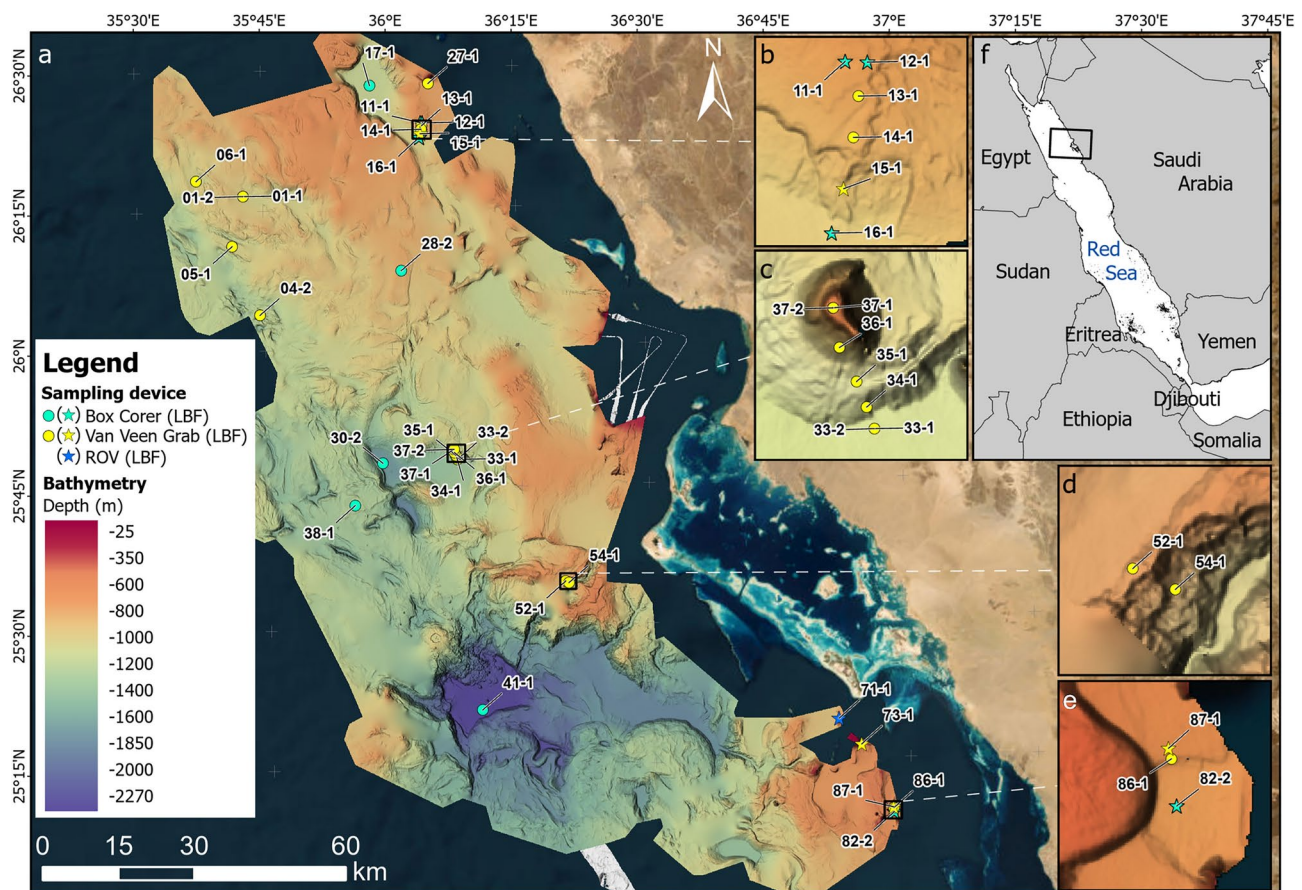 35°30'E
35°45'E
36°E
36°15'E
36°30'E
36°45'E
37°E
37°15'E
37°30'E
37°45'E
26°30'N
26°15'N
26°N
25°45'N
25°30'N
25°15'N
a
17-1
27-1
11-1
13-1
14-1
12-1
15-1
16-1
06-1
01-2
01-1
05-1
28-2
04-2
N
30-2
35-1
33-2
37-2
33-1
37-1
36-1
34-1
38-1
54-1
52-1
41-1
71-1
73-1
87-1
86-1
82-2
Legend
Sampling device
(☆) Box Corer (LBF)
(☆) Van Veen Grab (LBF)
(★) ROV (LBF)
Bathymetry
Depth (m)
-25
-350
-600
-800
-1000
-1250
-1450
-1650
-1850
-2000
-2270
0
15
30
60
km
b
11-1
12-1
13-1
14-1
15-1
16-1
c
37-2
37-1
36-1
35-1
34-1
33-2
33-1
d
52-1
54-1
e
87-1
86-1
82-2
f
Egypt
Saudi
Arabia
Red
Sea
Sudan
Eritrea
Yemen
Djibouti
Ethiopia
Somalia